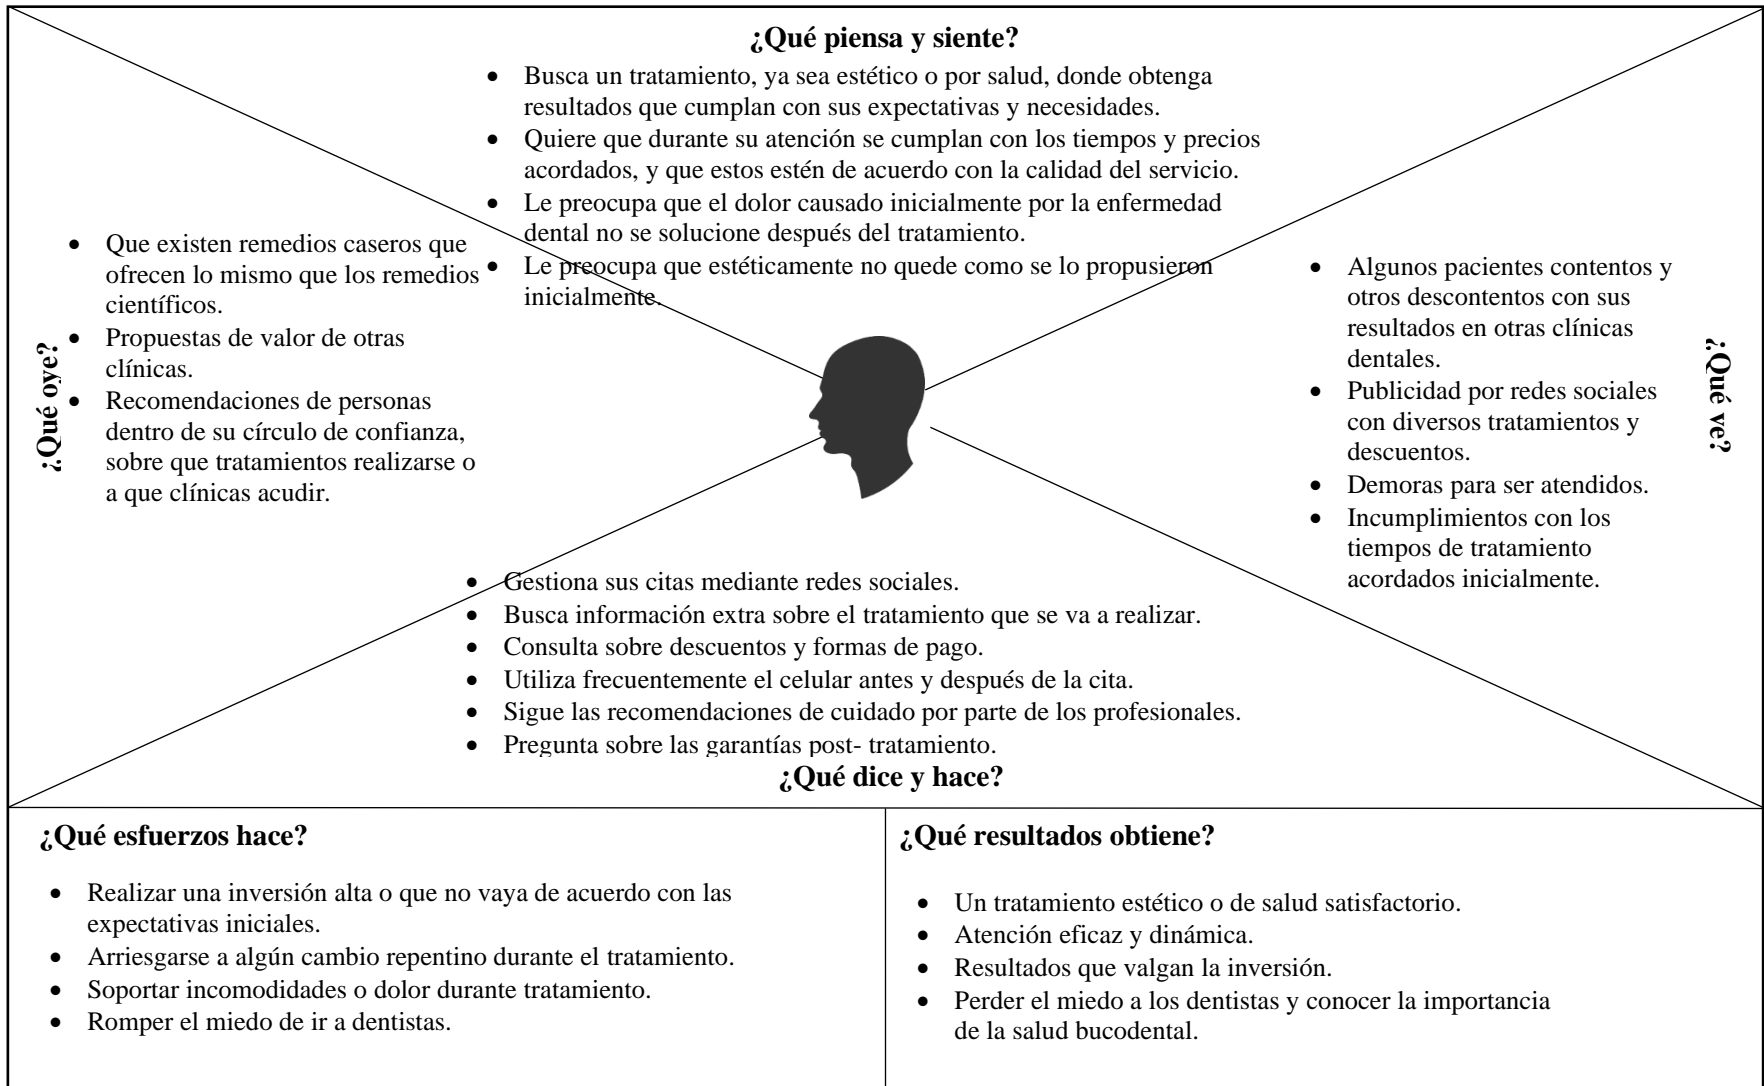 ¿Qué piensa y siente?
• Busca un tratamiento, ya sea estético o por salud, donde obtenga
resultados que cumplan con sus expectativas y necesidades.
• Quiere que durante su atención se cumplan con los tiempos y precios
acordados, y que estos estén de acuerdo con la calidad del servicio.
• Le preocupa que el dolor causado inicialmente por la enfermedad
dental no se solucione después del tratamiento.
• Le preocupa que estéticamente no quede como se lo propusieron
inicialmente.
¿Qué oye?
• Que existen remedios caseros que
ofrecen lo mismo que los remedios
científicos.
• Propuestas de valor de otras
clínicas.
• Recomendaciones de personas
dentro de su círculo de confianza,
sobre que tratamientos realizarse o
a que clínicas acudir.
¿Qué ve?
• Algunos pacientes contentos y
otros descontentos con sus
resultados en otras clínicas
dentales.
• Publicidad por redes sociales
con diversos tratamientos y
descuentos.
• Demoras para ser atendidos.
• Incumplimientos con los
tiempos de tratamiento
acordados inicialmente.
• Gestiona sus citas mediante redes sociales.
• Busca información extra sobre el tratamiento que se va a realizar.
• Consulta sobre descuentos y formas de pago.
• Utiliza frecuentemente el celular antes y después de la cita.
• Sigue las recomendaciones de cuidado por parte de los profesionales.
• Pregunta sobre las garantías post- tratamiento.
¿Qué dice y hace?
¿Qué esfuerzos hace?
• Realizar una inversión alta o que no vaya de acuerdo con las
expectativas iniciales.
• Arriesgarse a algún cambio repentino durante el tratamiento.
• Soportar incomodidades o dolor durante tratamiento.
• Romper el miedo de ir a dentistas.
¿Qué resultados obtiene?
• Un tratamiento estético o de salud satisfactorio.
• Atención eficaz y dinámica.
• Resultados que valgan la inversión.
• Perder el miedo a los dentistas y conocer la importancia
de la salud bucodental.